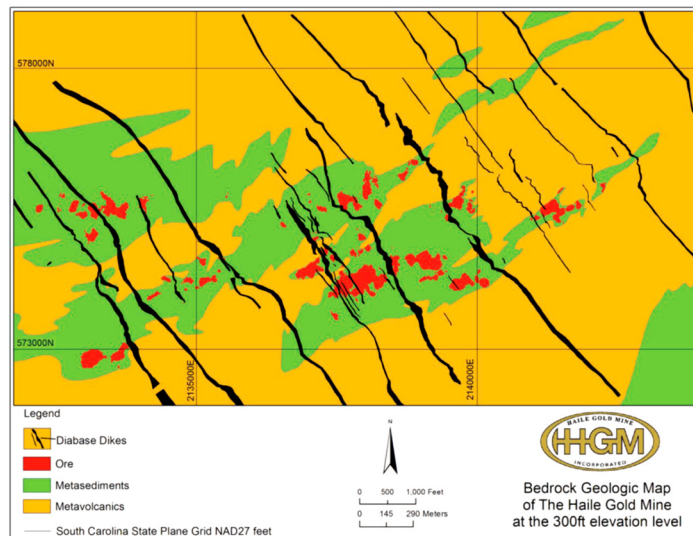 578000N
573000N
2135000E
2140000E
Legend
Diabase Dikes
Ore
Metasediments
Metavolcanics
South Carolina State Plane Grid NAD27 feet
N
0 500 1,000 Feet
0 145 290 Meters
HAILE GOLD MINE
HGM
INCORPORATED
Bedrock Geologic Map
of The Haile Gold Mine
at the 300ft elevation level